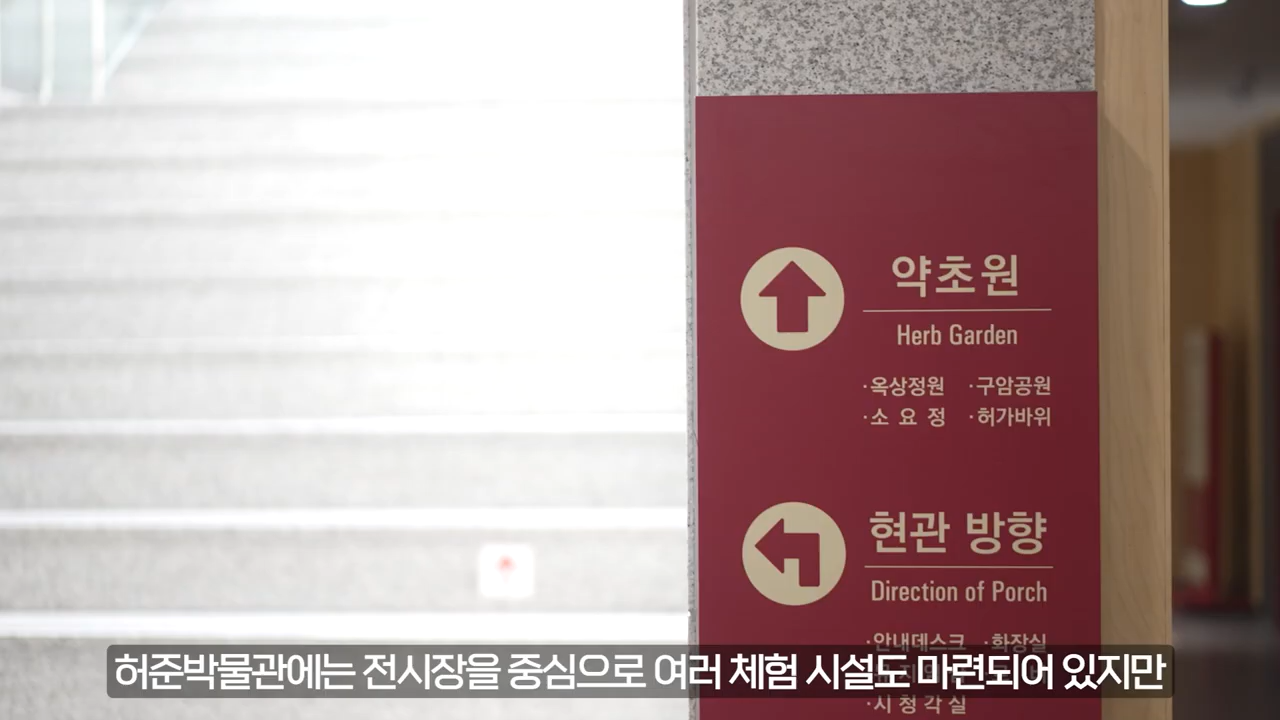 약초원
Herb Garden
·옥상정원 ·구암공원
·소 요 정 ·허가바위
현관 방향
Direction of Porch
·안내데스크 ·화장실
허준박물관에는 전시장을 중심으로 여러 체험 시설도 마련되어 있지만
·시 청 각 실